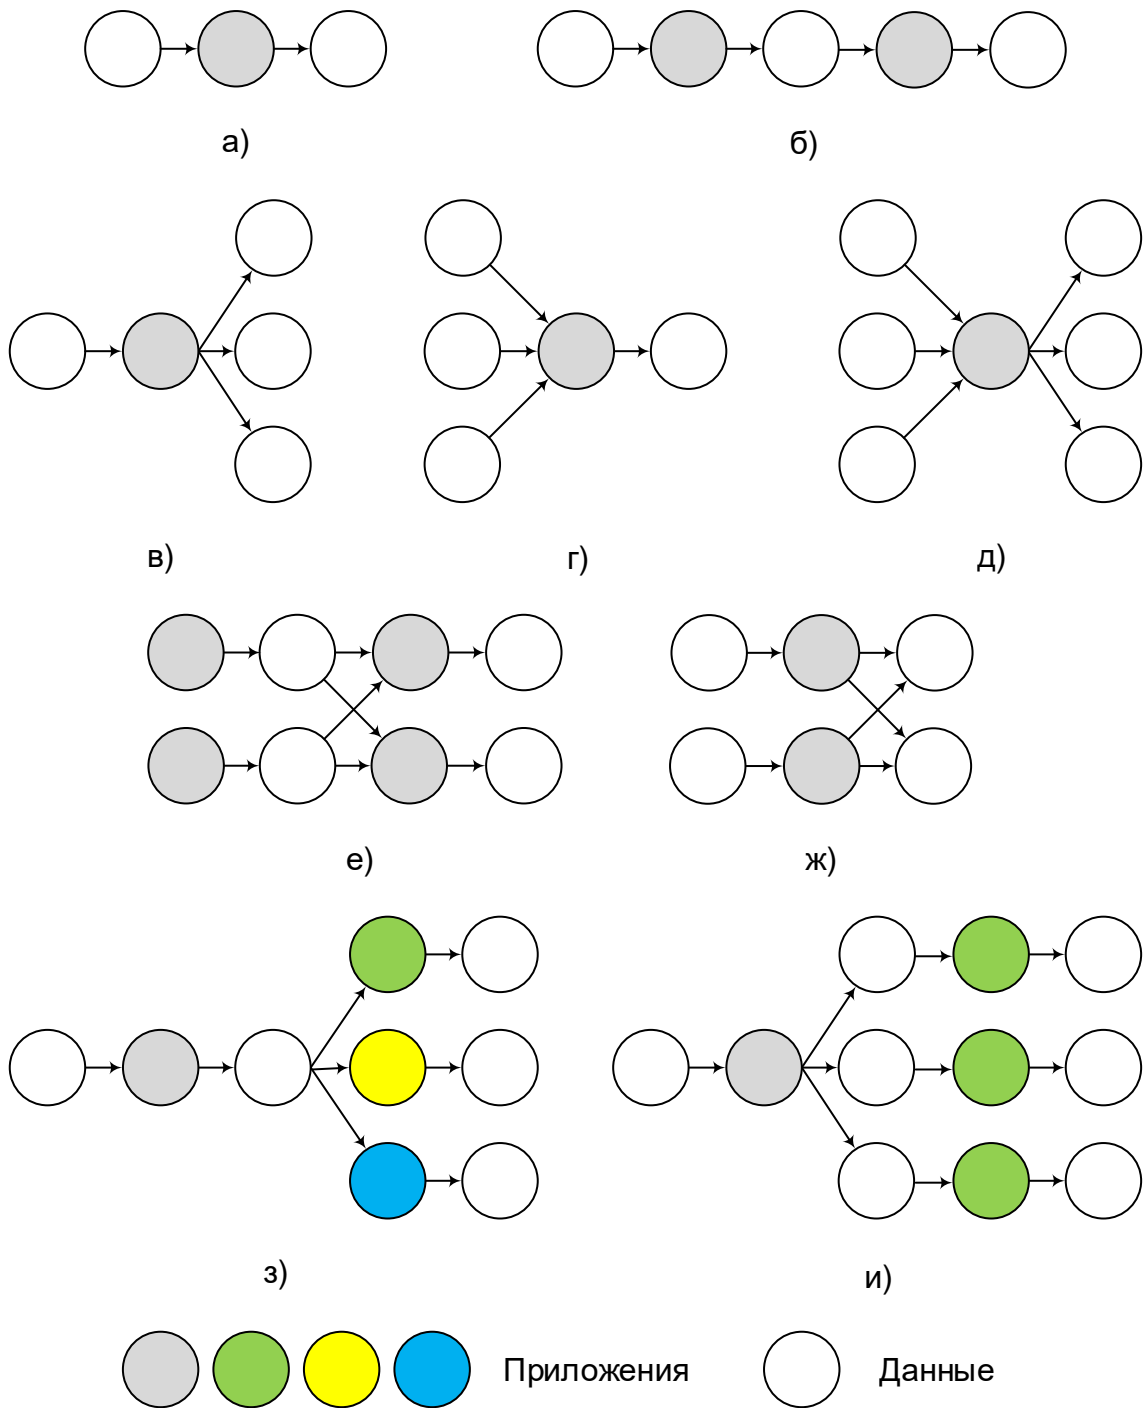 а)
б)
в)
г)
д)
е)
ж)
з)
и)
Приложения
Данные